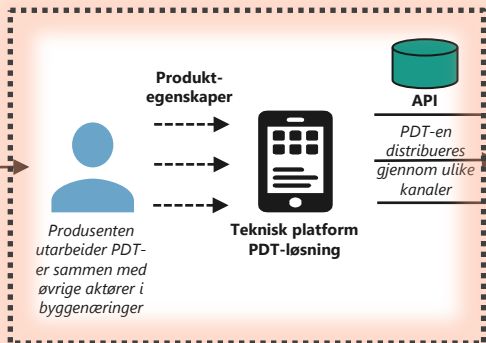 Produkt-
egenskaper
API
PDT-en
distribueres
gjennom ulike
kanaler
Teknisk platform
PDT-løsning
Produsenten
utarbeider PDT-
er sammen med
øvrige aktører i
byggenæringer